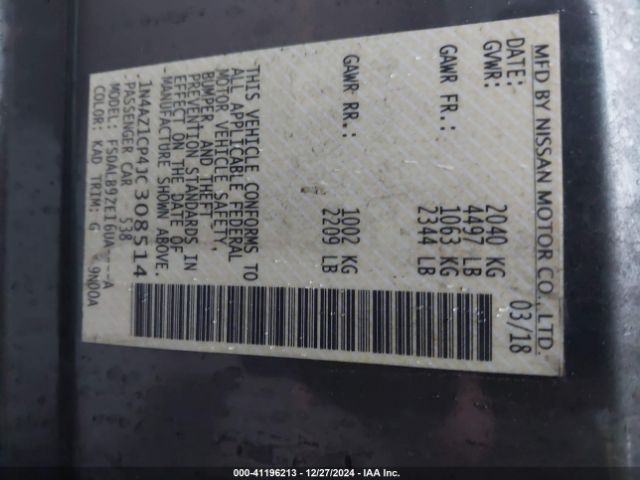 MFD BY NISSAN MOTOR CO., LTD.
DATE: 03/18
GVWR: 2040 KG
4497 LB
GAWR FR.: 1063 KG
2344 LB
GAWR RR.: 1002 KG
2209 LB
THIS VEHICLE CONFORMS TO
ALL APPLICABLE FEDERAL
MOTOR VEHICLE SAFETY,
BUMPER, AND THEFT
PREVENTION STANDARDS IN
EFFECT ON THE DATE OF
MANUFACTURE SHOWN ABOVE.
1N4AZ1CP4JC308514
PASSENGER CAR 538
MODEL: FSDALB9ZE16UA----A
COLOR: KAD TRIM: G 9N00A
000-41196213 - 12/27/2024 - IAA Inc.